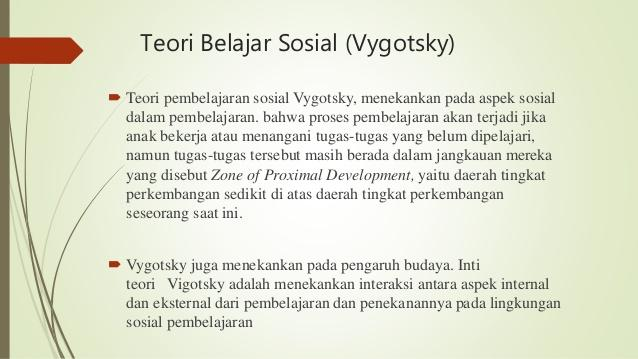 Teori Belajar Sosial (Vygotsky)
Teori pembelajaran sosial Vygotsky, menekankan pada aspek sosial
dalam pembelajaran. bahwa proses pembelajaran akan terjadi jika
anak bekerja atau menangani tugas-tugas yang belum dipelajari,
namun tugas-tugas tersebut masih berada dalam jangkauan mereka
yang disebut Zone of Proximal Development, yaitu daerah tingkat
perkembangan sedikit di atas daerah tingkat perkembangan
seseorang saat ini.
Vygotsky juga menekankan pada pengaruh budaya. Inti
teori Vigotsky adalah menekankan interaksi antara aspek internal
dan eksternal dari pembelajaran dan penekanannya pada lingkungan
sosial pembelajaran